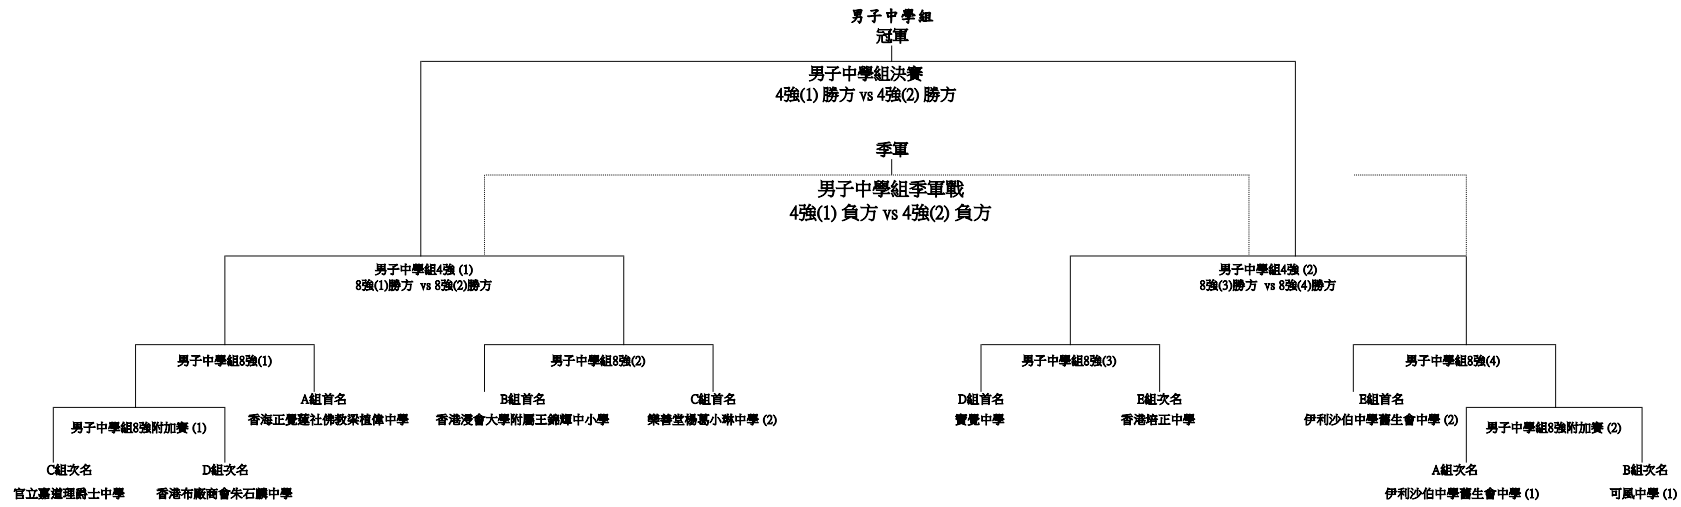 男子中學組
冠軍
男子中學組決賽
4強(1) 勝方 vs 4強(2) 勝方
季軍
男子中學組季軍戰
4強(1) 負方 vs 4強(2) 負方
男子中學組4強 (1)
8強(1)勝方 vs 8強(2)勝方
男子中學組4強 (2)
8強(3)勝方 vs 8強(4)勝方
男子中學組8強(1)
男子中學組8強(2)
男子中學組8強(3)
男子中學組8強(4)
A組首名
香海正覺蓮社佛教梁植偉中學
B組首名
香港浸會大學附屬王錦輝中小學
C組首名
樂善堂楊葛小琳中學 (2)
D組首名
寶覺中學
E組次名
香港培正中學
E組首名
伊利沙伯中學舊生會中學 (2)
男子中學組8強附加賽 (1)
男子中學組8強附加賽 (2)
C組次名
官立嘉道理爵士中學
D組次名
香港布廠商會朱石麟中學
A組次名
伊利沙伯中學舊生會中學 (1)
B組次名
可風中學 (1)